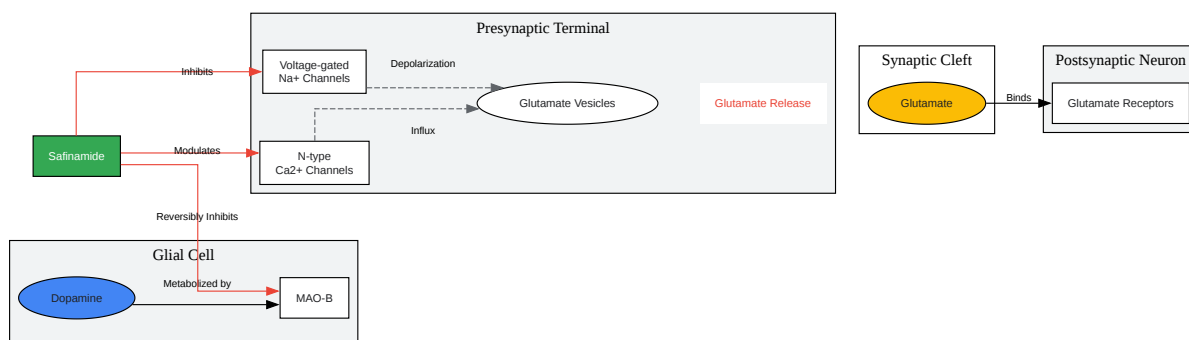 Presynaptic Terminal
Voltage-gated
Na+ Channels
Inhibits
Depolarization
Glutamate Vesicles
Glutamate Release
Influx
N-type
Ca2+ Channels
Modulates
Safinamide
Synaptic Cleft
Glutamate
Binds
Postsynaptic Neuron
Glutamate Receptors
Reversibly Inhibits
Glial Cell
Metabolized by
Dopamine
MAO-B